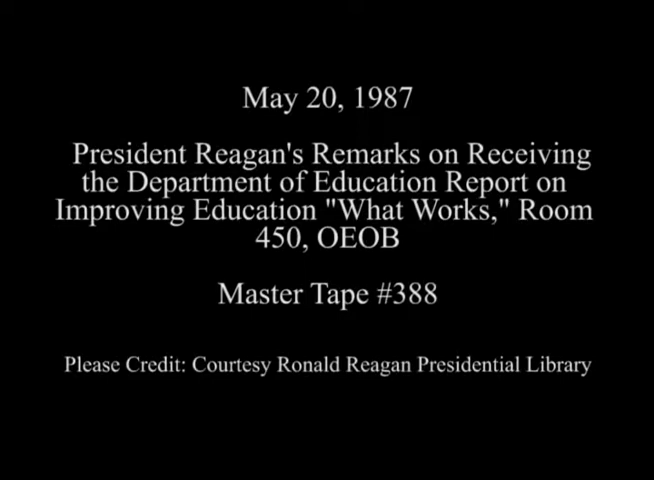 May 20, 1987
President Reagan's Remarks on Receiving
the Department of Education Report on
Improving Education "What Works," Room
450, OEOB
Master Tape #388
Please Credit: Courtesy Ronald Reagan Presidential Library